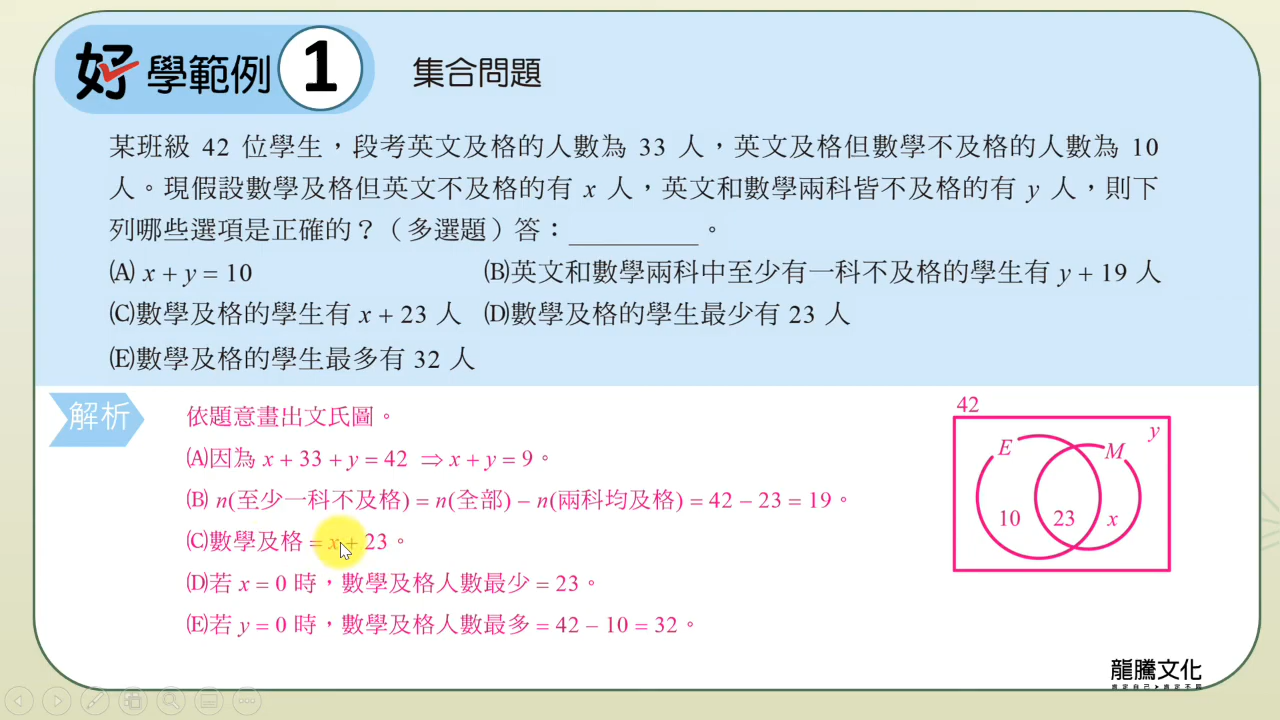 好學範例 1 集合問題
某班級 42 位學生，段考英文及格的人數為 33 人，英文及格但數學不及格的人數為 10
人。現假設數學及格但英文不及格的有 x 人，英文和數學兩科皆不及格的有 y 人，則下
列哪些選項是正確的？（多選題）答：＿＿＿＿＿。
(A) x + y = 10 (B)英文和數學兩科中至少有一科不及格的學生有 y + 19 人
(C)數學及格的學生有 x + 23 人 (D)數學及格的學生最少有 23 人
(E)數學及格的學生最多有 32 人
解析
依題意畫出文氏圖。
(A)因為 x + 33 + y = 42 ⇒ x + y = 9。
(B) n(至少一科不及格) = n(全部) − n(兩科均及格) = 42 − 23 = 19。
(C)數學及格 = x + 23。
(D)若 x = 0 時，數學及格人數最少 = 23。
(E)若 y = 0 時，數學及格人數最多 = 42 − 10 = 32。
42
y
E M
10 23 x
龍騰文化